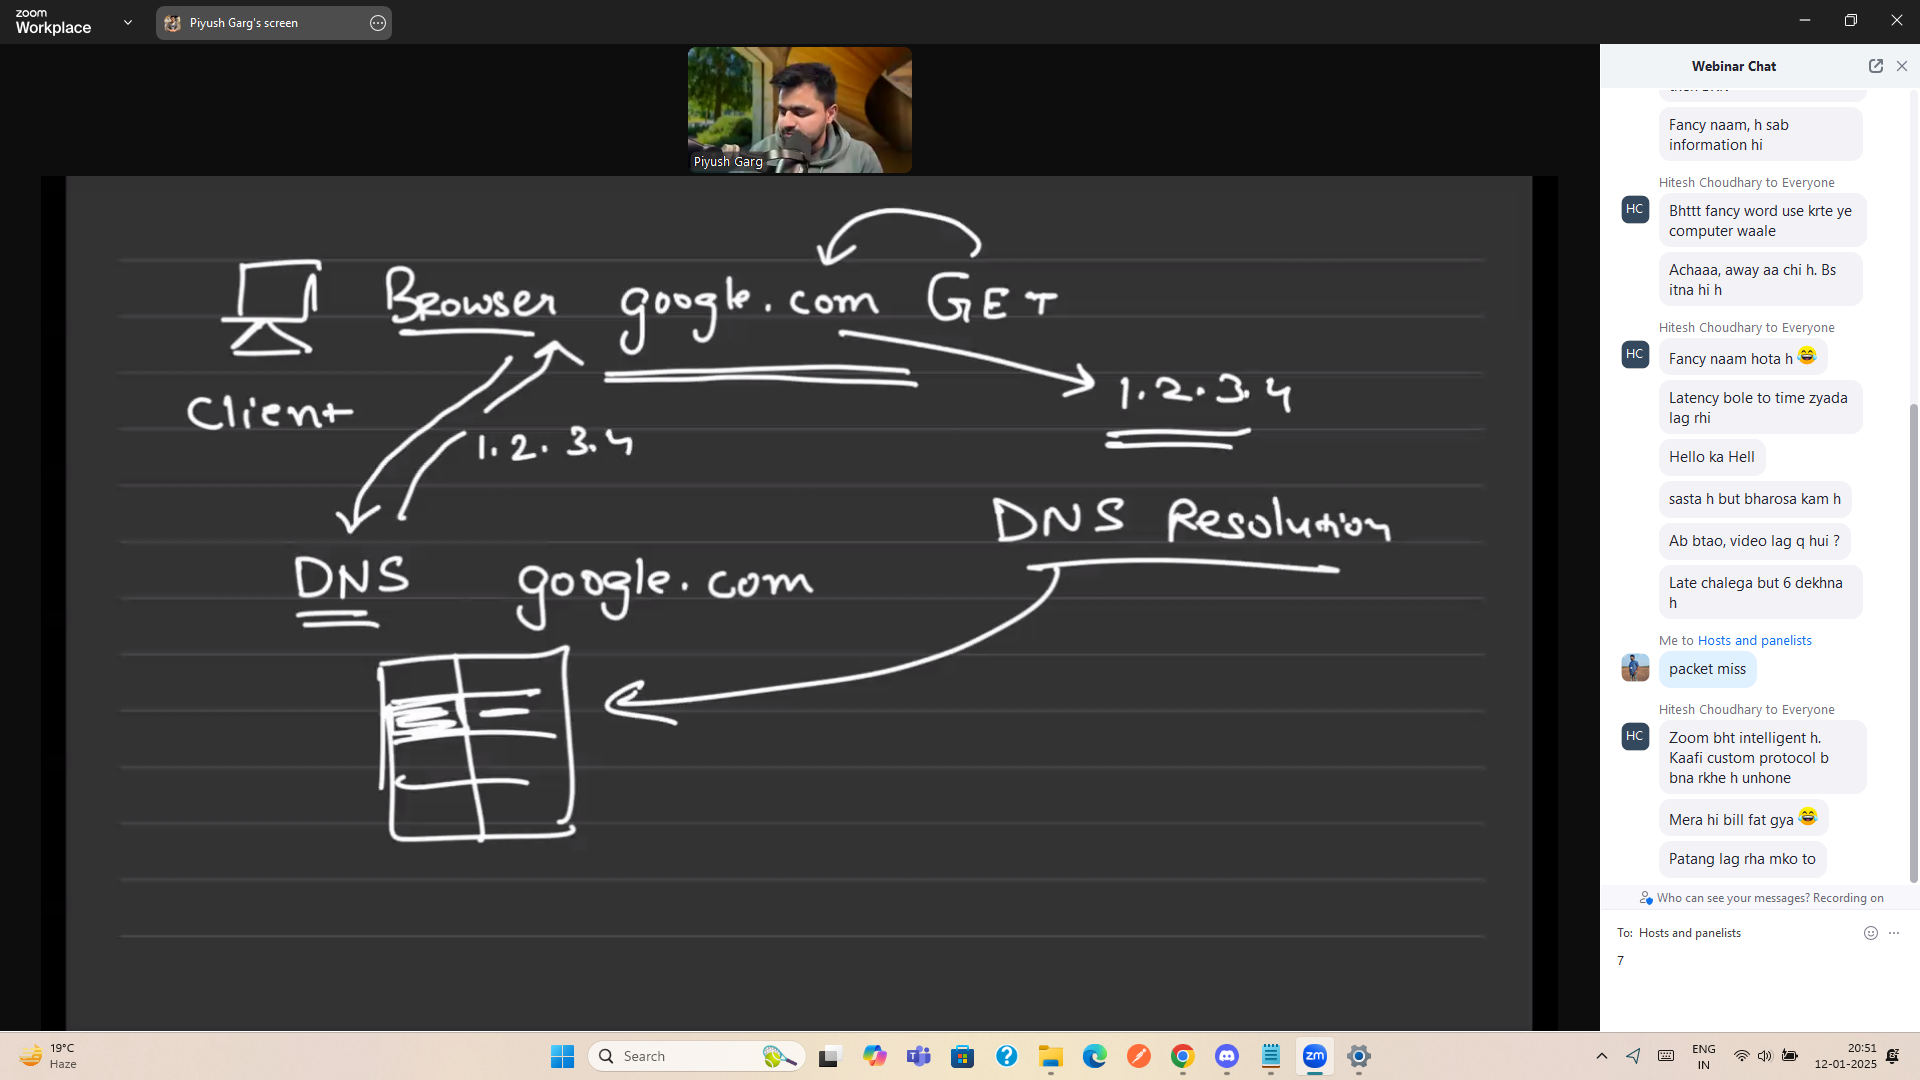 zoom
Workplace
Piyush Garg's screen
Piyush Garg
Browser google.com GET
1.2.3.4
Client
1.2.3.4
DNS Resolution
DNS google.com
Webinar Chat
Fancy naam, h sab
information hi
Hitesh Choudhary to Everyone
HC
Bhttt fancy word use krte ye
computer waale
Achaaa, away aa chi h. Bs
itna hi h
Hitesh Choudhary to Everyone
HC
Fancy naam hota h 😂
Latency bole to time zyada
lag rhi
Hello ka Hell
sasta h but bharosa kam h
Ab btao, video lag q hui ?
Late chalega but 6 dekhna
h
Me to Hosts and panelists
packet miss
Hitesh Choudhary to Everyone
HC
Zoom bht intelligent h.
Kaafi custom protocol b
bna rkhe h unhone
Mera hi bill fat gya 😂
Patang lag rha mko to
Who can see your messages? Recording on
To: Hosts and panelists
7
19°C
Haze
Search
zm
ENG
IN
20:51
12-01-2025